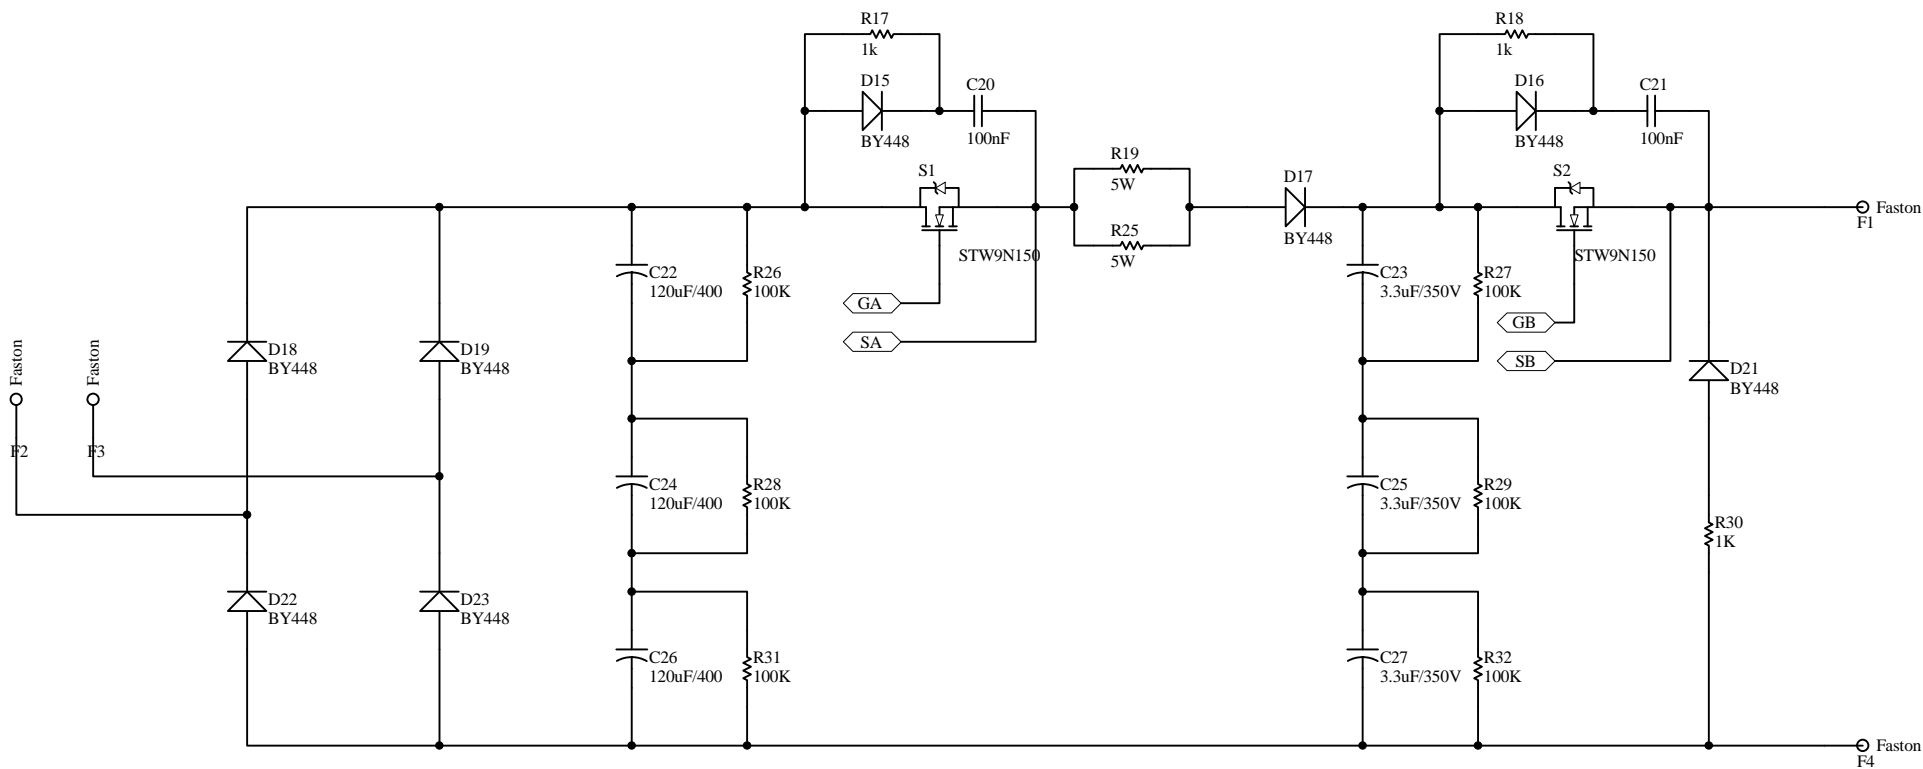 R17
1k
D15
BY448
C20
100nF
R18
1k
D16
BY448
C21
100nF
S1
STW9N150
R19
5W
R25
5W
D17
BY448
S2
STW9N150
Faston
F1
C22
120uF/400
R26
100K
GA
SA
C23
3.3uF/350V
R27
100K
GB
SB
Faston
F2
Faston
F3
D18
BY448
D19
BY448
D21
BY448
C24
120uF/400
R28
100K
C25
3.3uF/350V
R29
100K
R30
1K
D22
BY448
D23
BY448
C26
120uF/400
R31
100K
C27
3.3uF/350V
R32
100K
Faston
F4